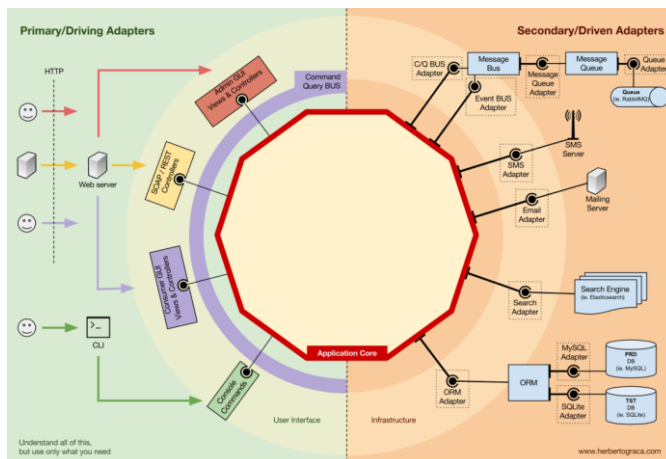 Primary/Driving Adapters
Secondary/Driven Adapters
HTTP
Web server
CLI
Admin GUI
Views & Controllers
SOAP / REST
Controllers
Consumer GUI
Views & Controllers
Console
Commands
Command
Query BUS
User Interface
Application Core
Infrastructure
C/Q BUS
Adapter
Message
Bus
Event BUS
Adapter
Message
Queue
Adapter
Message
Queue
Queue
Adapter
Queue
(ie. RabbitMQ)
SMS
Adapter
SMS
Server
Email
Adapter
Mailing
Server
Search
Adapter
Search Engine
(ie. Elasticsearch)
ORM
Adapter
ORM
MySQL
Adapter
PRD
DB
(ie. MySQL)
SQLite
Adapter
TST
DB
(ie. SQLite)
Understand all of this,
but use only what you need
www.herbertograca.com